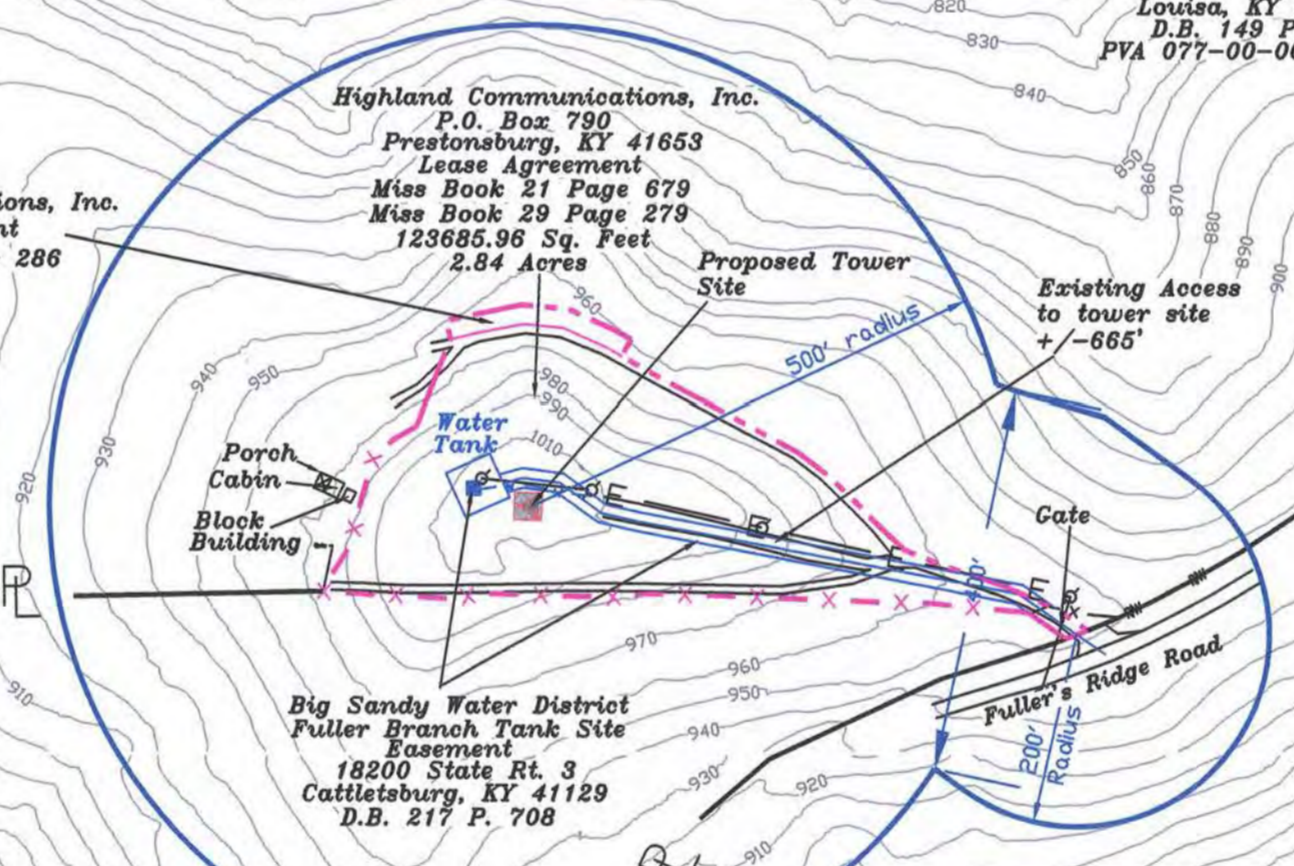 820
Louisa, KY
D.B. 149 P
PVA 077-00-00
830
840
850
860
870
880
890
900
Highland Communications, Inc.
P.O. Box 790
Prestonsburg, KY 41653
Lease Agreement
Miss Book 21 Page 679
Miss Book 29 Page 279
123685.96 Sq. Feet
2.84 Acres
ions, Inc.
nt
286
Proposed Tower
Site
Existing Access
to tower site
+ -665'
500' radius
960
940
950
980
990
1010
930
920
Water
Tank
Porch
Cabin
Block
Building
Gate
PL
400'
970
960
950
940
930
920
910
910
Fuller's Ridge Road
200'
Radius
Big Sandy Water District
Fuller Branch Tank Site
Easement
18200 State Rt. 3
Cattletsburg, KY 41129
D.B. 217 P. 708